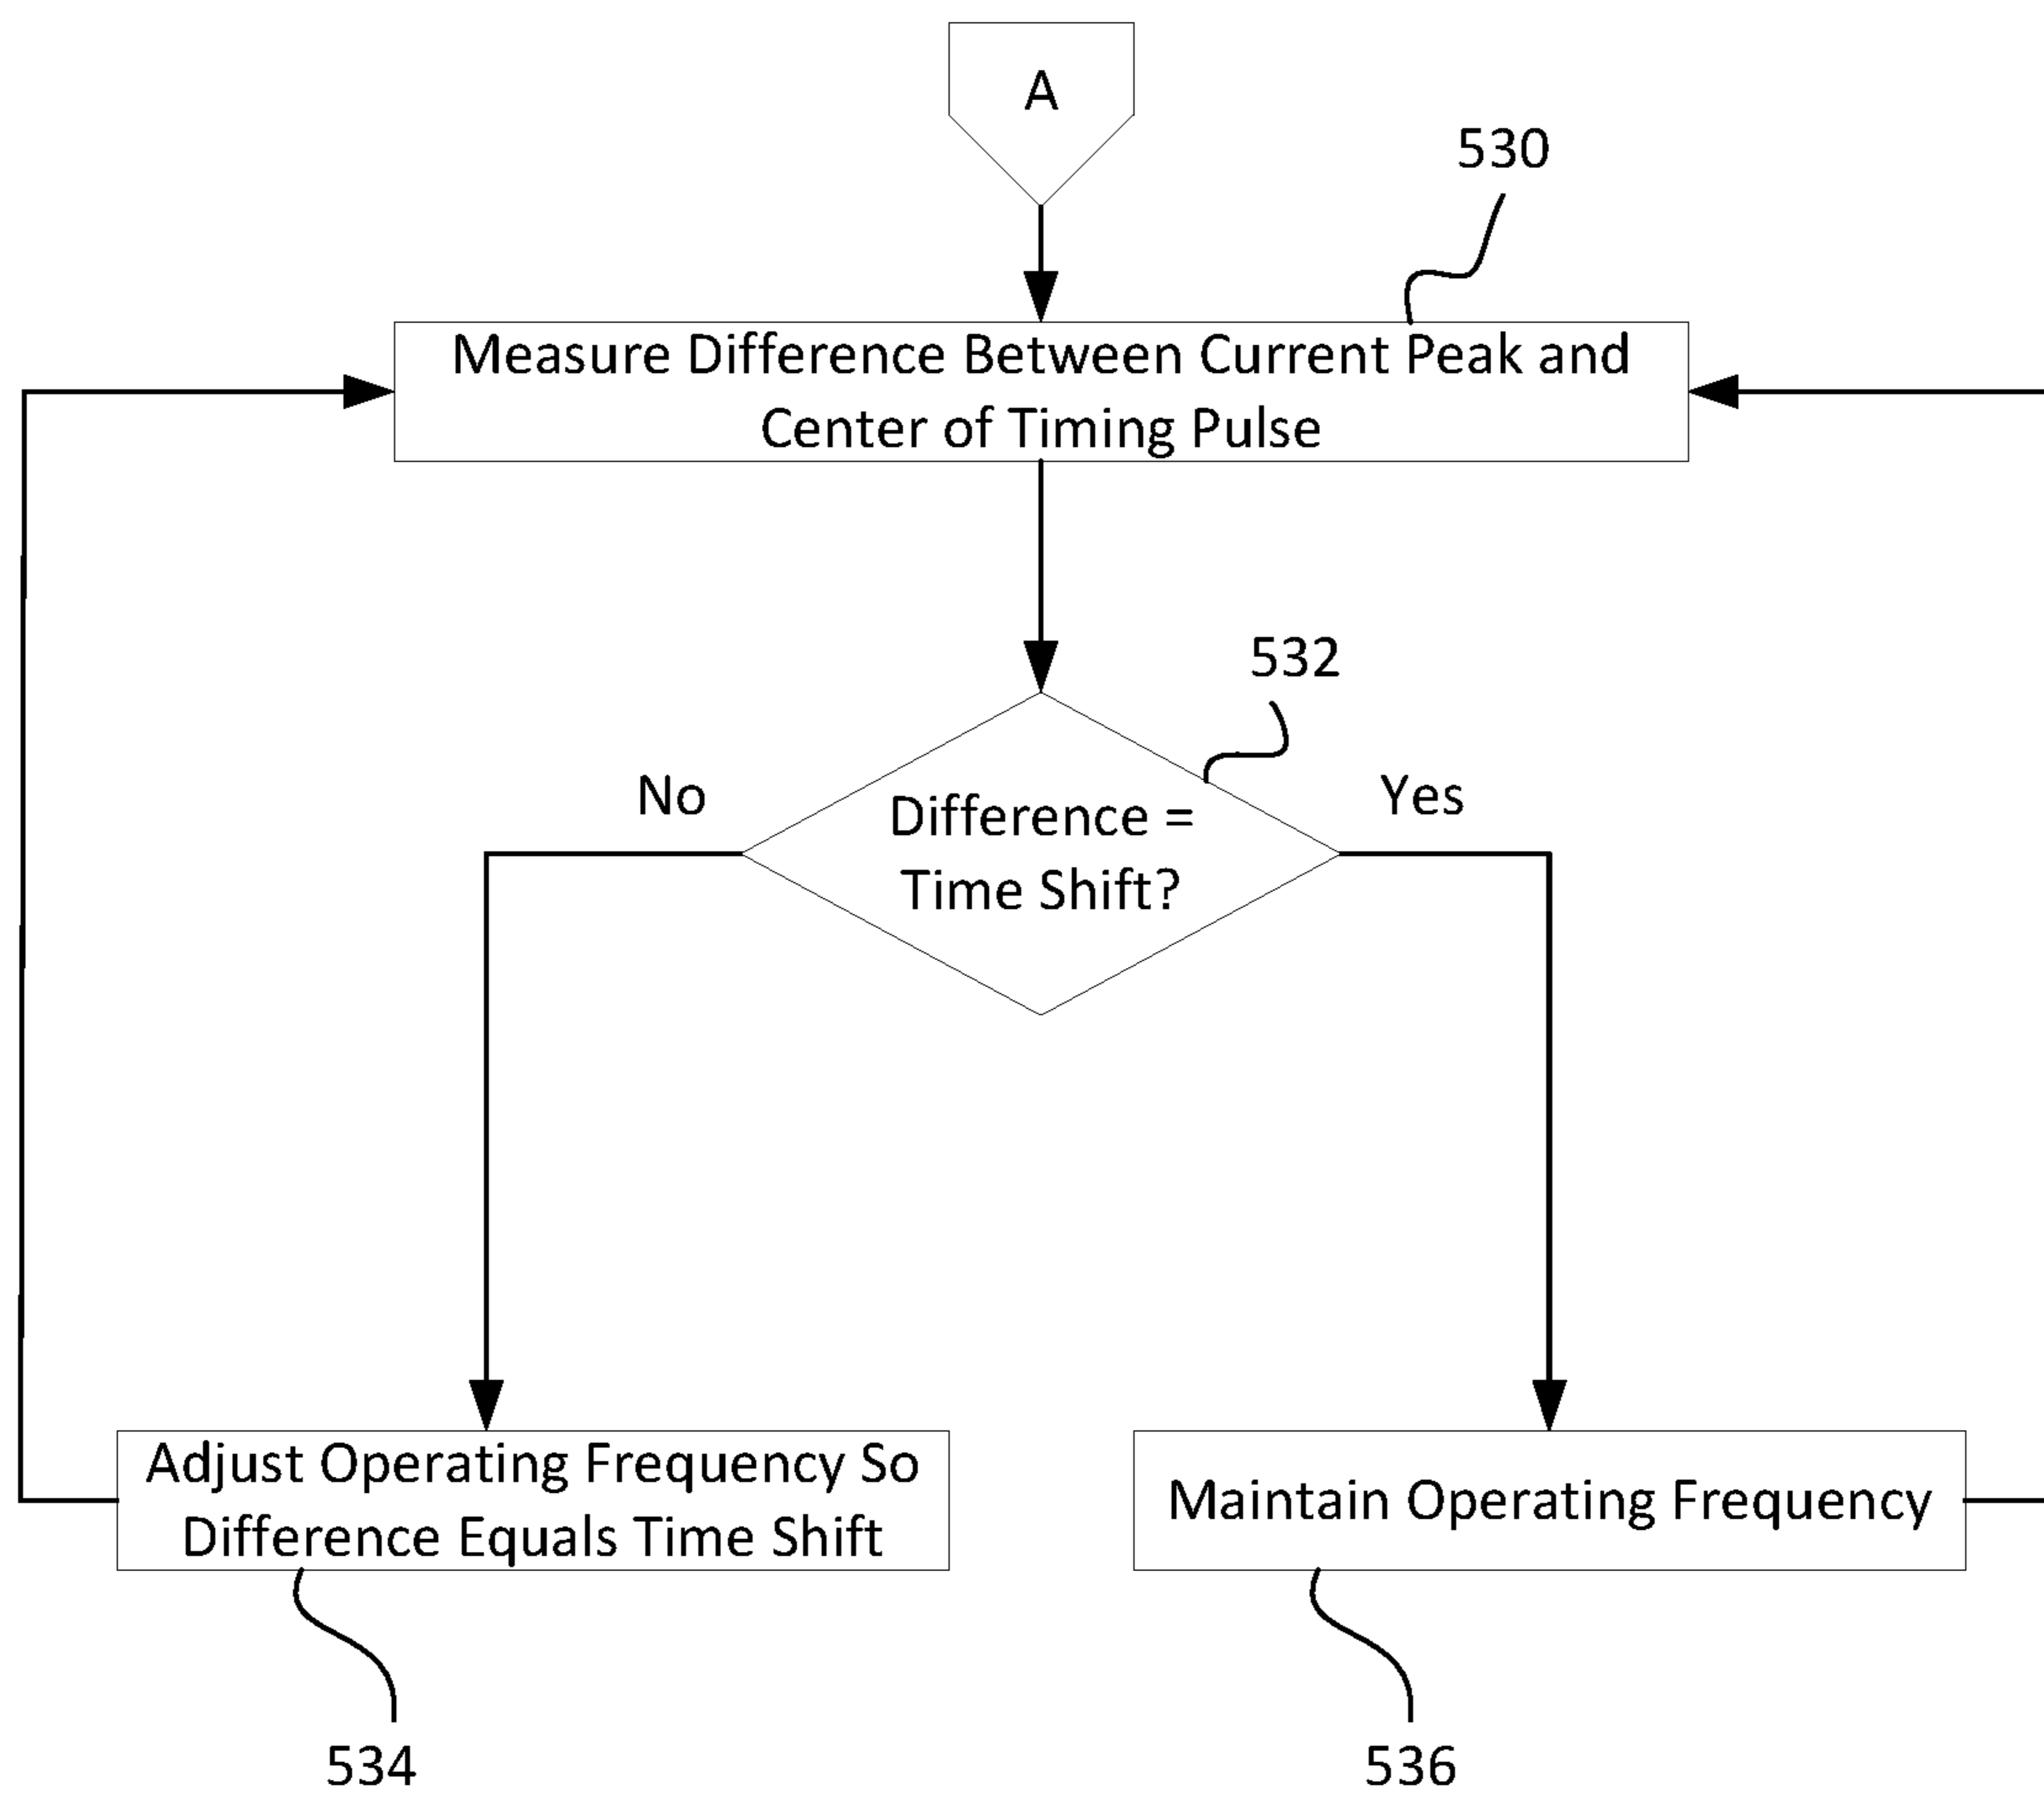 A
530
Measure Difference Between Current Peak and
Center of Timing Pulse
532
No
Yes
Difference =
Time Shift?
Adjust Operating Frequency So
Difference Equals Time Shift
Maintain Operating Frequency
534
536